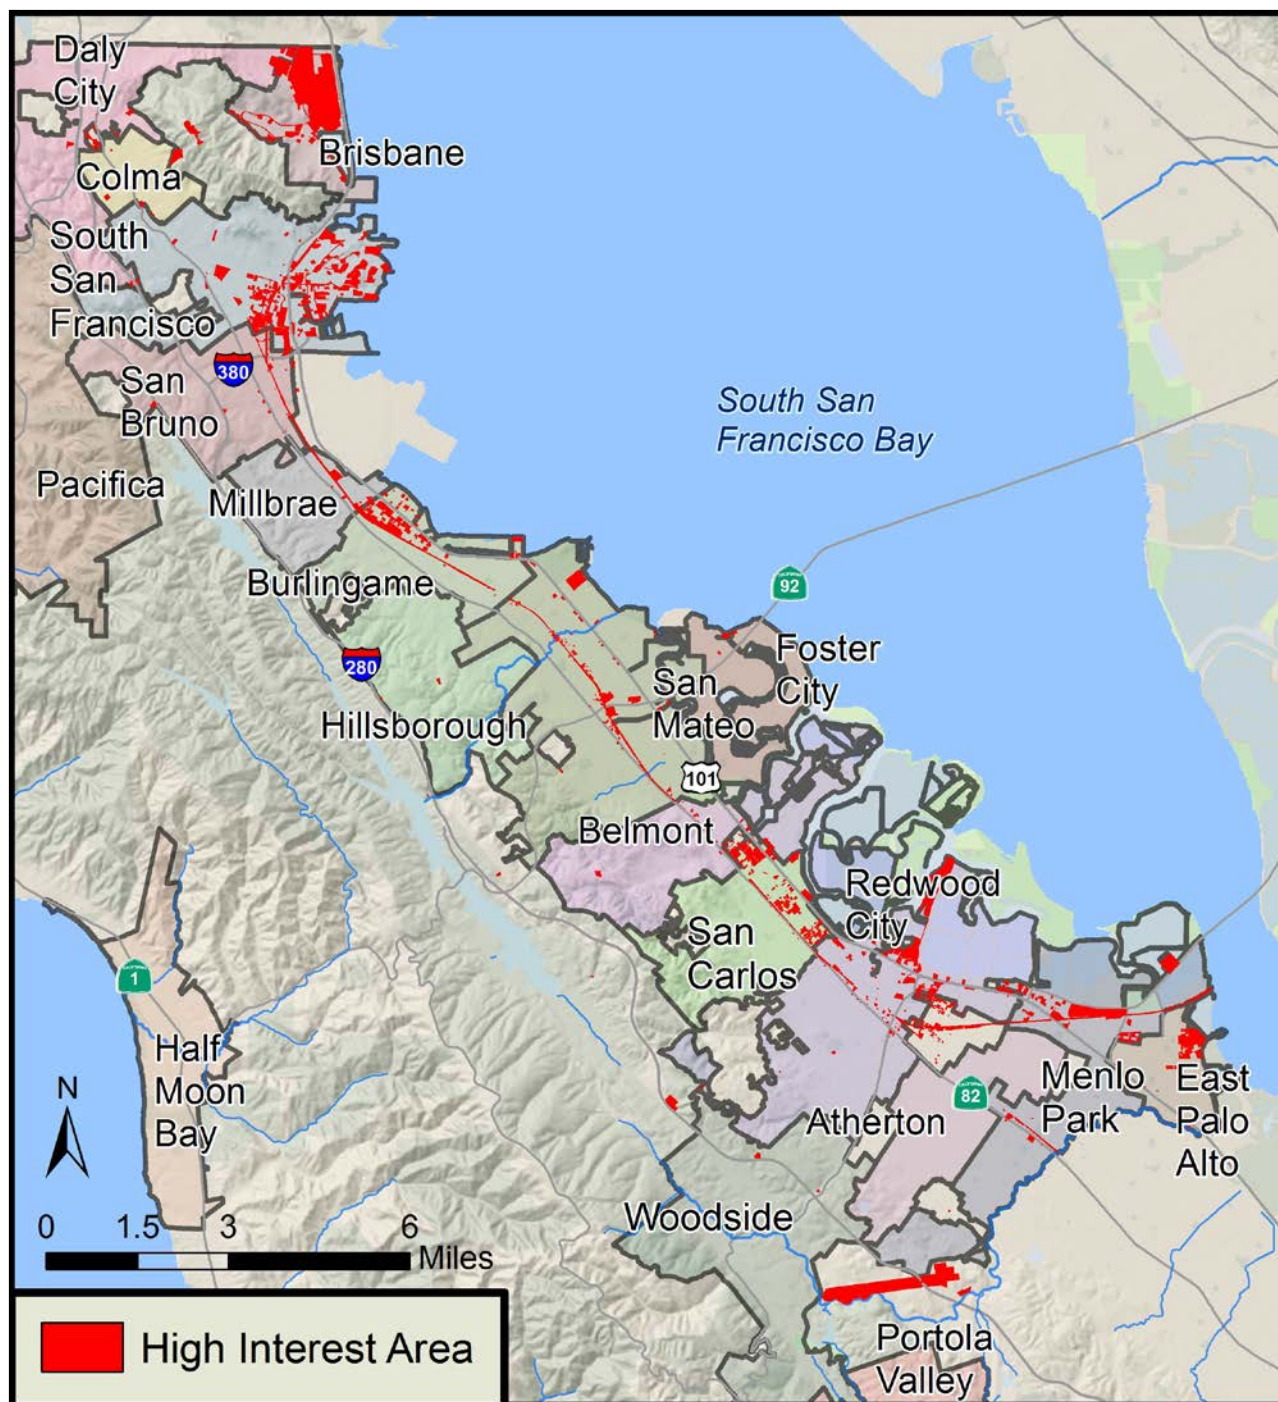 Daly
City
Brisbane
Colma
South
San
Francisco
380
San
Bruno
South San
Francisco Bay
Pacifica
Millbrae
Burlingame
92
280
Foster
City
San
Mateo
Hillsborough
101
Belmont
Redwood
City
San
Carlos
1
Half
Moon
Bay
N
Menlo
Park
East
Palo
Alto
82
Atherton
Woodside
0 1.5 3 6
Miles
Portola
Valley
High Interest Area